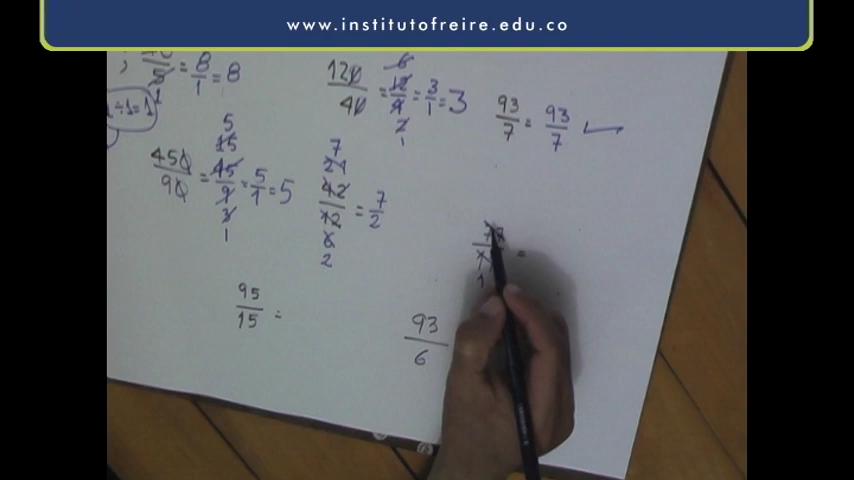 www.institutofreire.edu.co
= 8/1 = 8
÷1=1
120/40 = 12/4 = 3/1 = 3
6
2
1
93/7 = 93/7
450/90 = 45/9 = 5/1 = 5
5
15
3
1
42/12 = 7/2
7
21
6
2
1
=
95/15 =
93/6